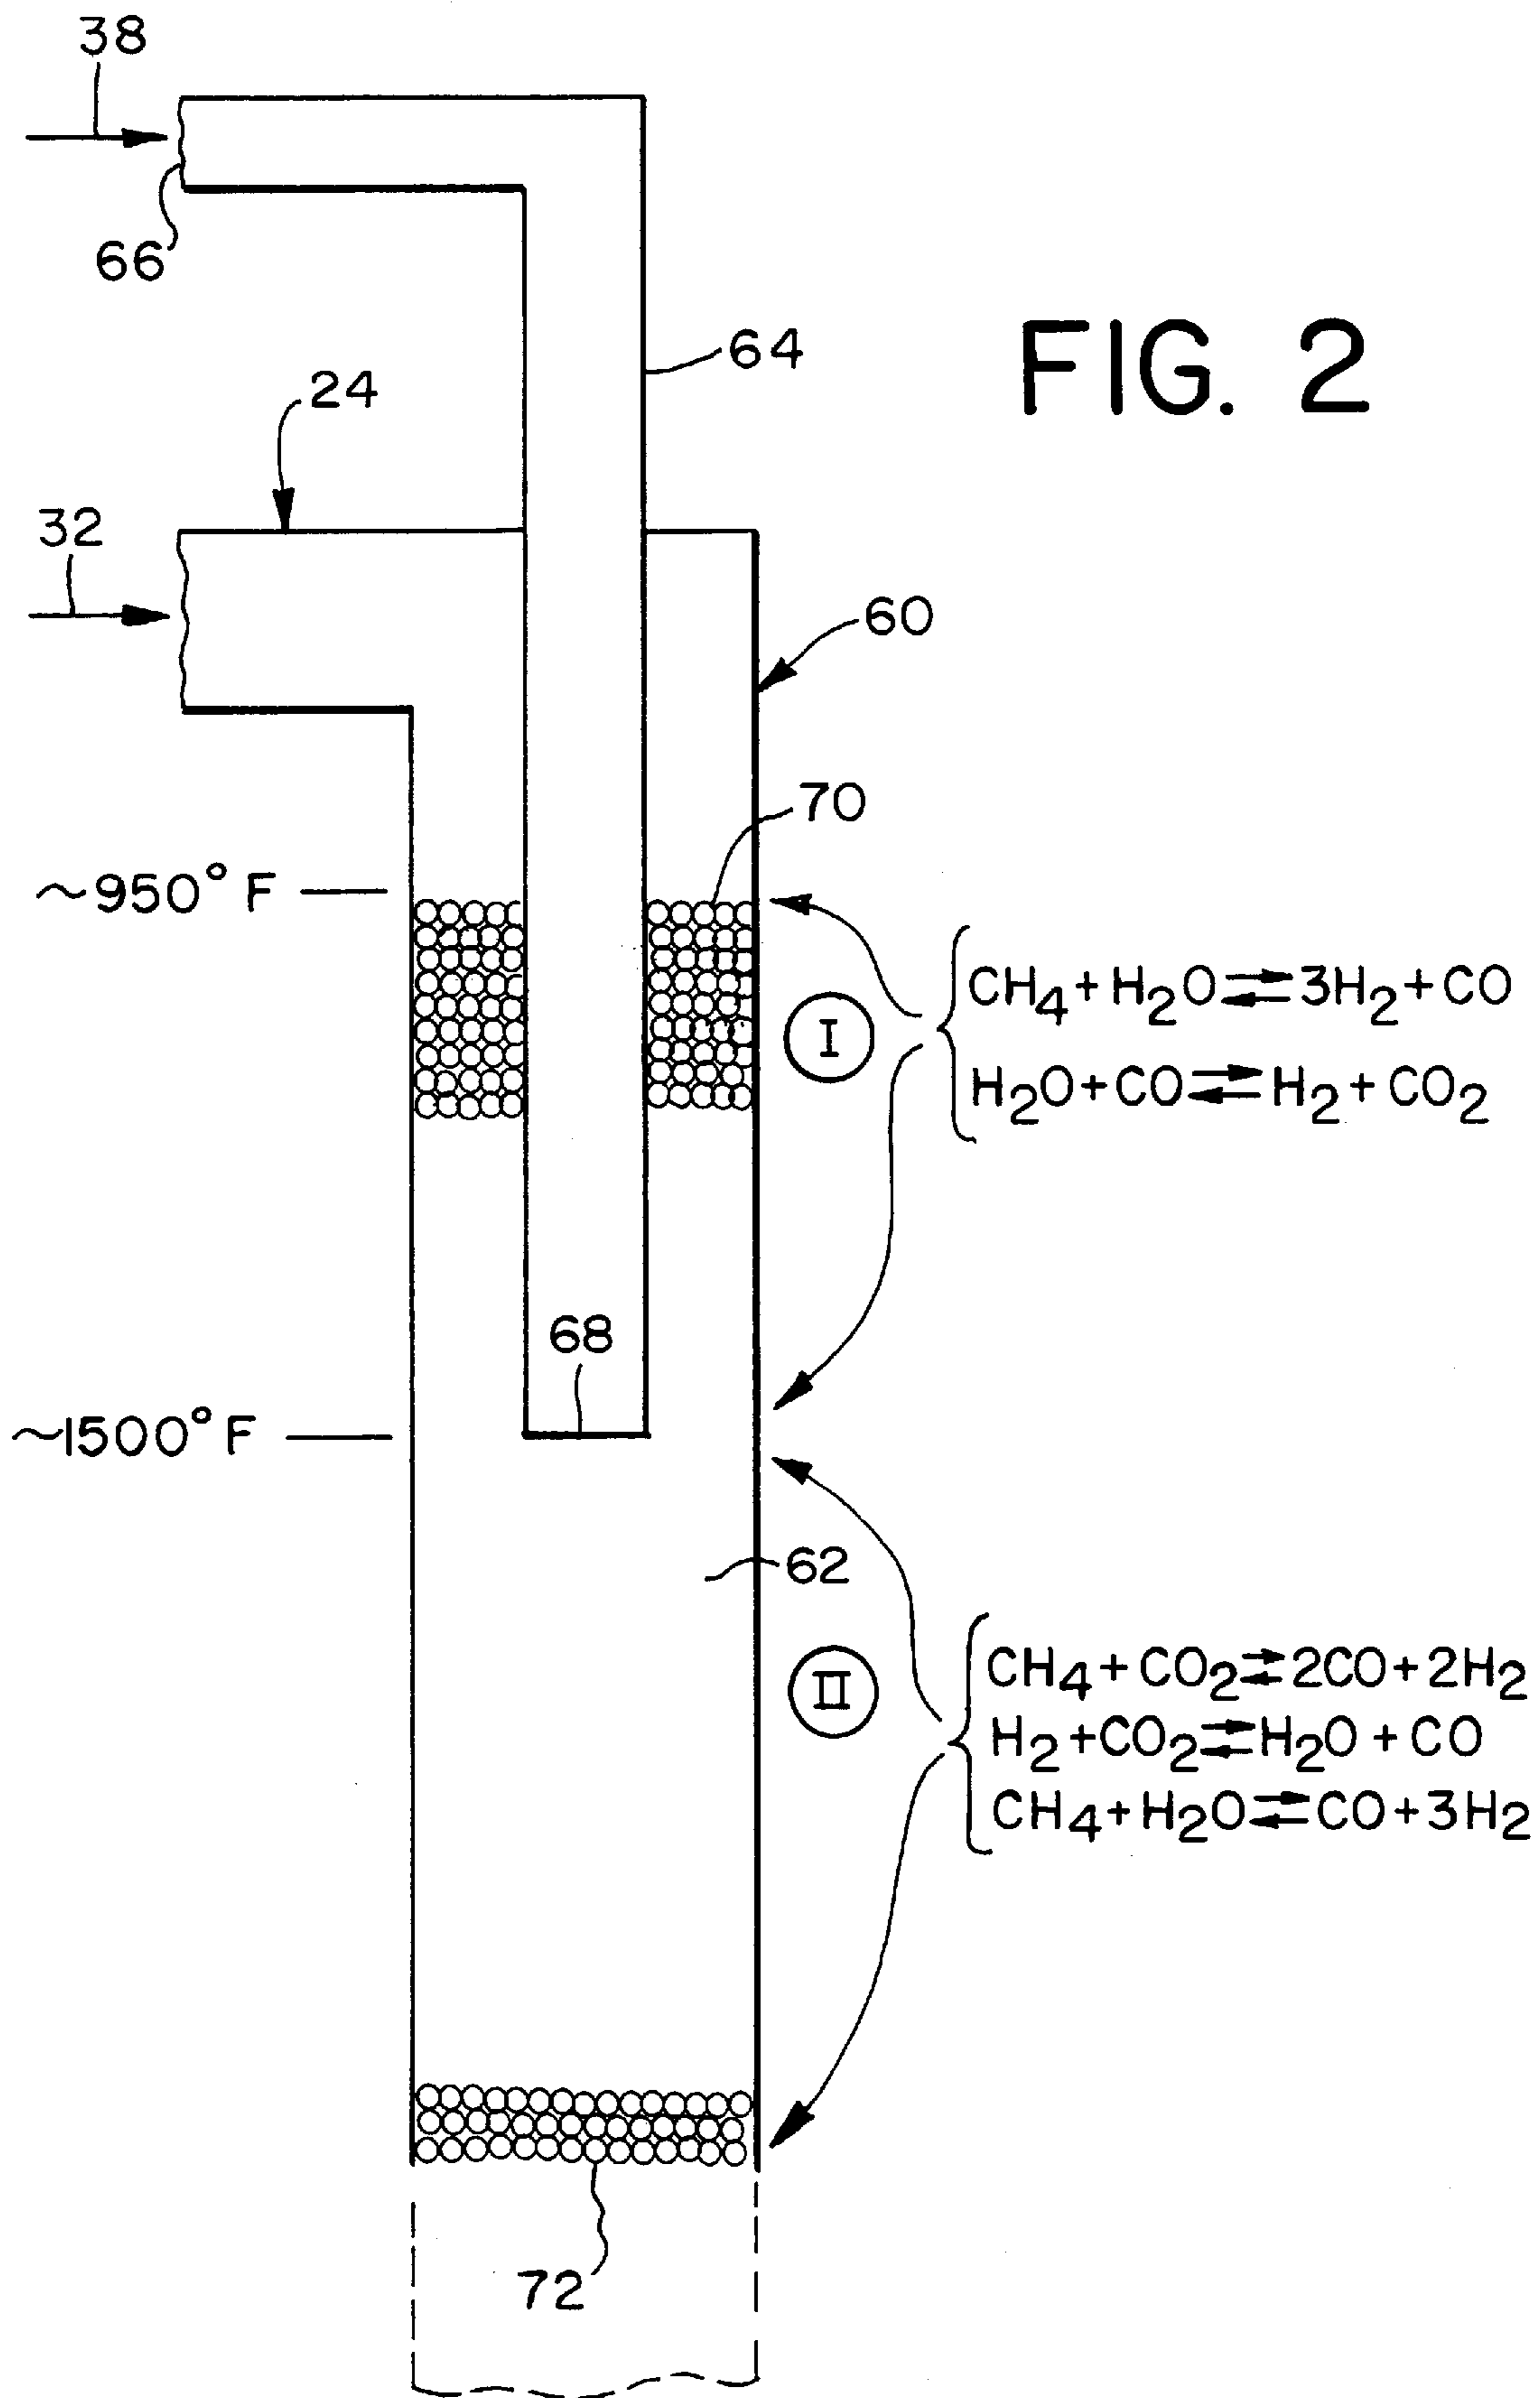 38
66
64
FIG. 2
24
32
60
70
~950°F
CH4+H2O⇌3H2+CO
I
H2O+CO⇌H2+CO2
68
~1500°F
62
CH4+CO2⇌2CO+2H2
II
H2+CO2⇌H2O+CO
CH4+H2O⇌CO+3H2
72